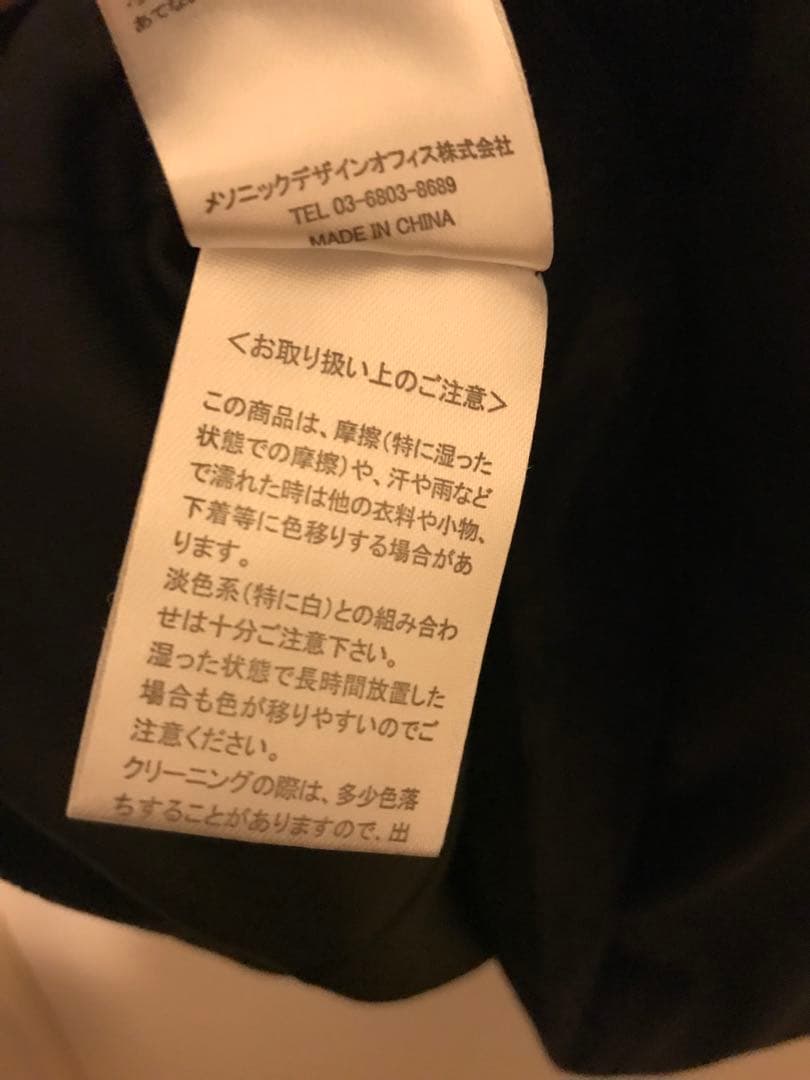 あてない
メソニックデザインオフィス株式会社
TEL 03-6803-8689
MADE IN CHINA
＜お取り扱い上のご注意＞
この商品は、摩擦(特に湿った
状態での摩擦)や、汗や雨など
で濡れた時は他の衣料や小物、
下着等に色移りする場合があ
ります。
淡色系(特に白)との組み合わ
せは十分ご注意下さい。
湿った状態で長時間放置した
場合も色が移りやすいのでご
注意ください。
クリーニングの際は、多少色落
ちすることがありますので、出